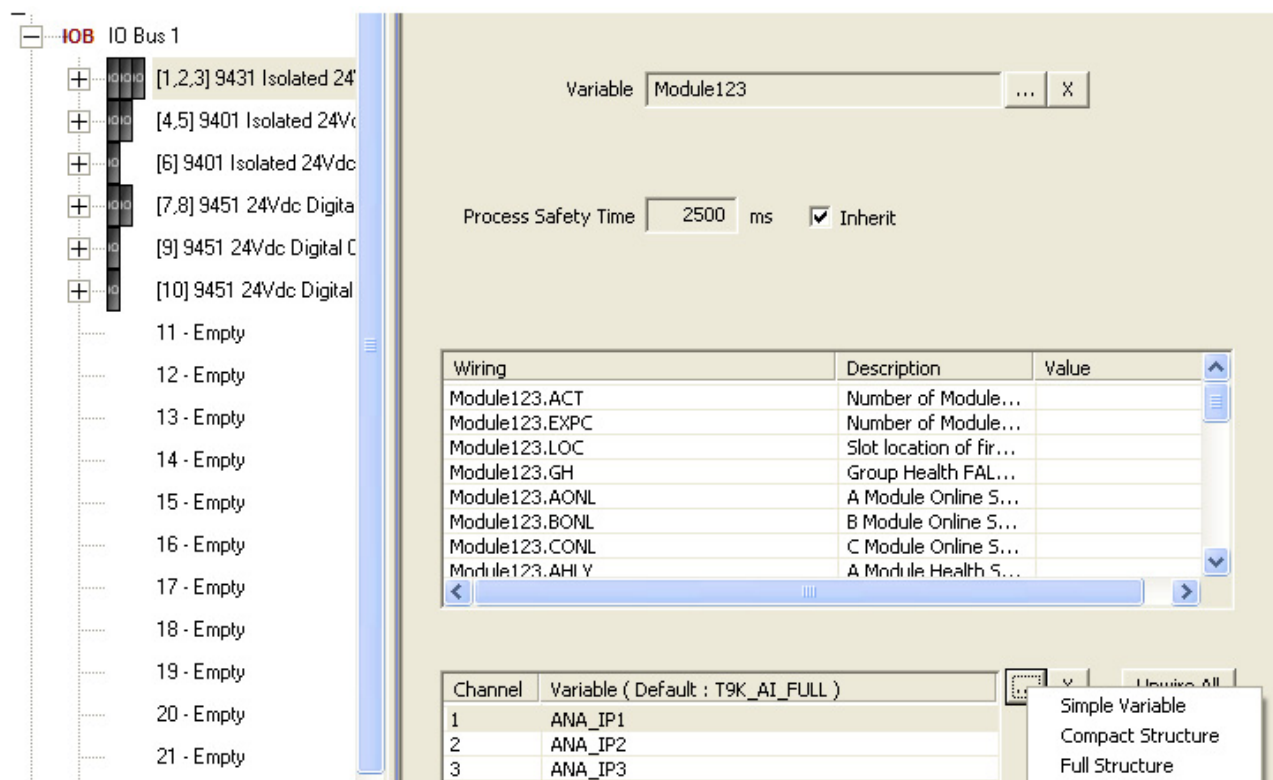 IOB IO Bus 1
[1,2,3] 9431 Isolated 24
[4,5] 9401 Isolated 24Vd
[6] 9401 Isolated 24Vdc
[7,8] 9451 24Vdc Digita
[9] 9451 24Vdc Digital
[10] 9451 24Vdc Digital
11 - Empty
12 - Empty
13 - Empty
14 - Empty
15 - Empty
16 - Empty
17 - Empty
18 - Empty
19 - Empty
20 - Empty
21 - Empty
Variable Module123 ... X
Process Safety Time 2500 ms Inherit
Wiring Description Value
Module123.ACT Number of Module...
Module123.EXPC Number of Module...
Module123.LOC Slot location of fir...
Module123.GH Group Health FAL...
Module123.AONL A Module Online S...
Module123.BONL B Module Online S...
Module123.CONL C Module Online S...
Module123.AHLY A Module Health S...
Channel Variable ( Default : T9K_AI_FULL ) ... X Unwire All
1 ANA_IP1
2 ANA_IP2
3 ANA_IP3
Simple Variable
Compact Structure
Full Structure